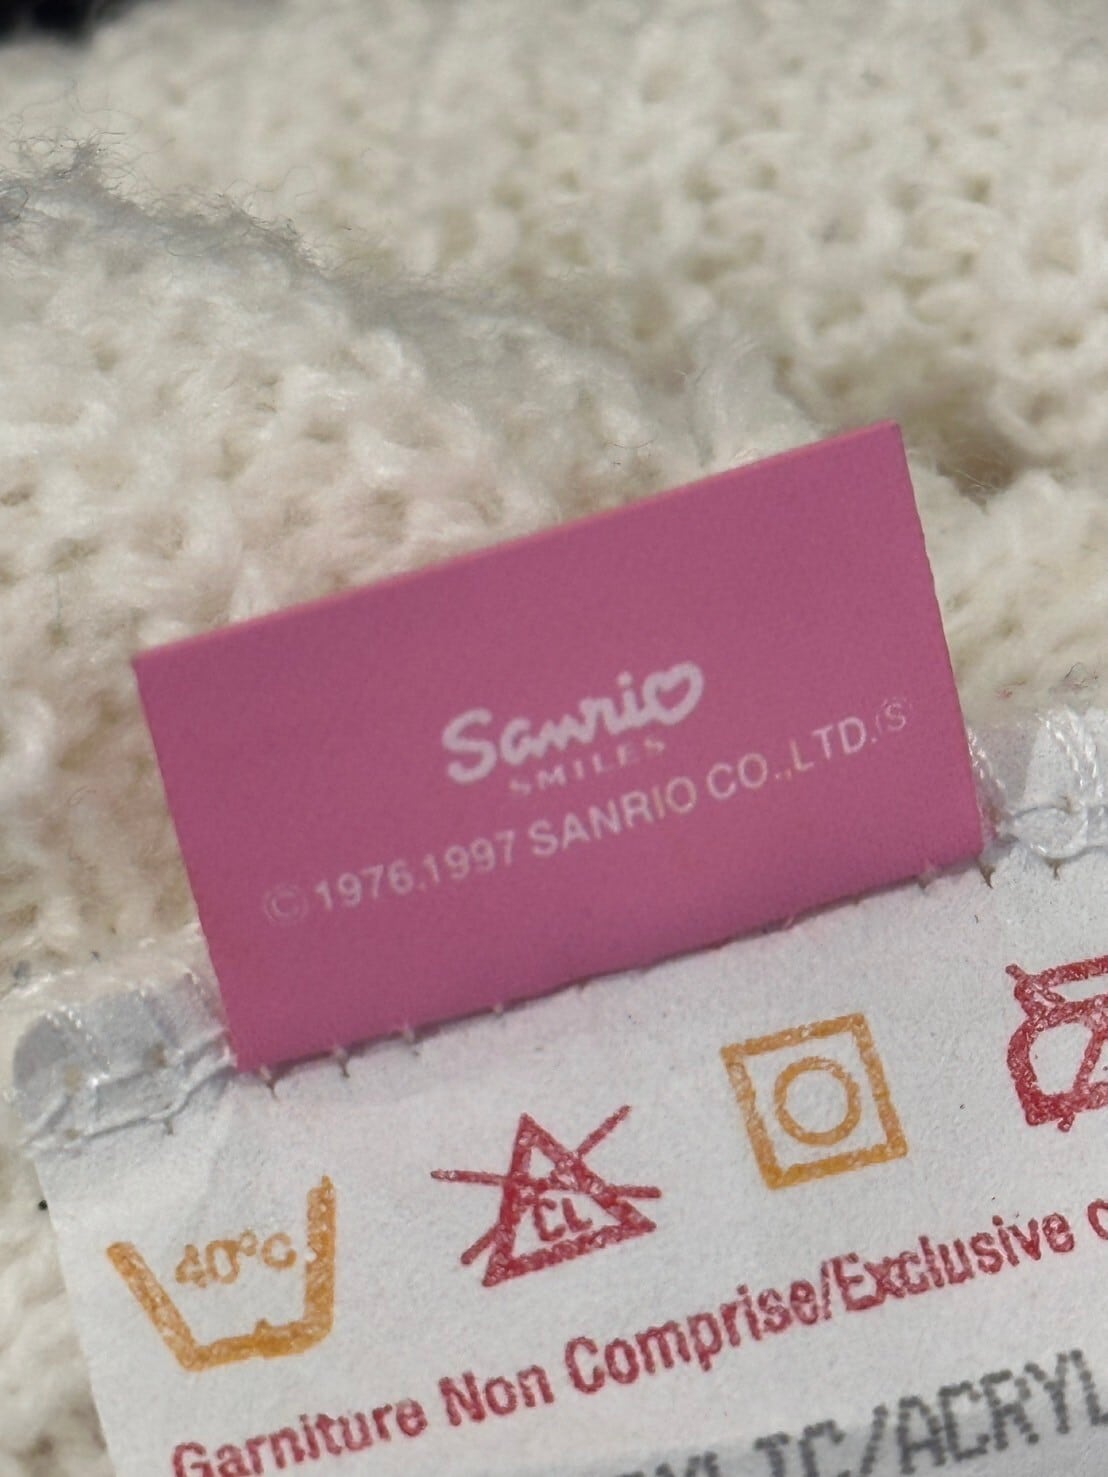 Sanrio
SMILES
© 1976,1997 SANRIO CO.,LTD.(S)
40°C
CL
Garniture Non Comprise/Exclusive